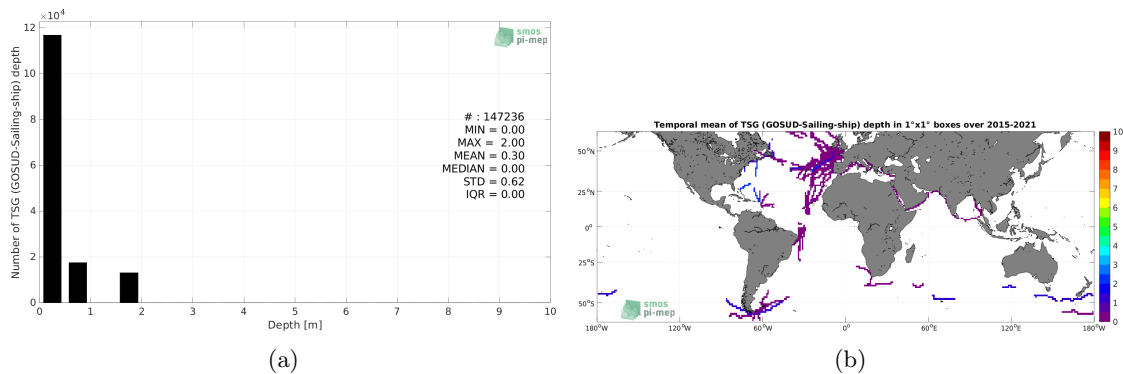 ×10⁴
12
10
8
6
4
2
0
Number of TSG (GOSUD-Sailing-ship) depth
smos
pi-mep
# : 147236
MIN = 0.00
MAX = 2.00
MEAN = 0.30
MEDIAN = 0.00
STD = 0.62
IQR = 0.00
0 1 2 3 4 5 6 7 8 9 10
Depth [m]
(a)
Temporal mean of TSG (GOSUD-Sailing-ship) depth in 1°x1° boxes over 2015-2021
50°N
25°N
0°
25°S
50°S
smos
pi-mep
180°W 120°W 60°W 0° 60°E 120°E 180°W
10
9
8
7
6
5
4
3
2
1
0
(b)